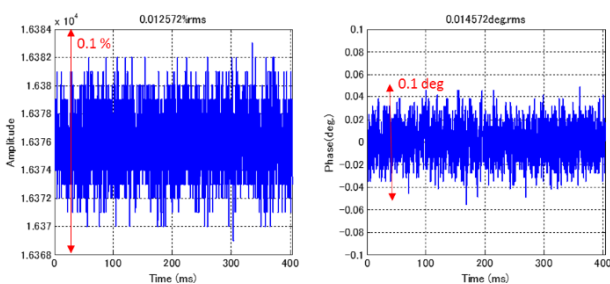 0.012572%rms
1.6384 x 10⁴
1.6382
1.638
1.6378
1.6376
1.6374
1.6372
1.637
1.6368
Amplitude
0.1 %
0 100 200 300 400
Time (ms)
0.014572deg.rms
0.1
0.08
0.06
0.04
0.02
0
−0.02
−0.04
−0.06
−0.08
−0.1
Phase(deg.)
0.1 deg
0 100 200 300 400
Time (ms)